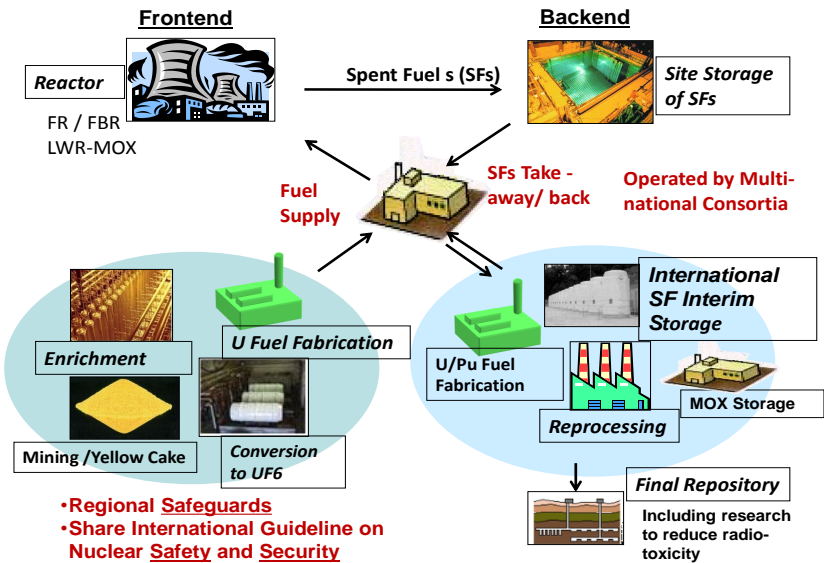 Frontend
Backend
Reactor
FR / FBR
LWR-MOX
Spent Fuel s (SFs)
Site Storage
of SFs
Fuel
Supply
SFs Take -
away/ back
Operated by Multi-
national Consortia
Enrichment
U Fuel Fabrication
Mining /Yellow Cake
Conversion
to UF6
International
SF Interim
Storage
U/Pu Fuel
Fabrication
Reprocessing
MOX Storage
•Regional Safeguards
•Share International Guideline on
Nuclear Safety and Security
Final Repository
Including research
to reduce radio-
toxicity